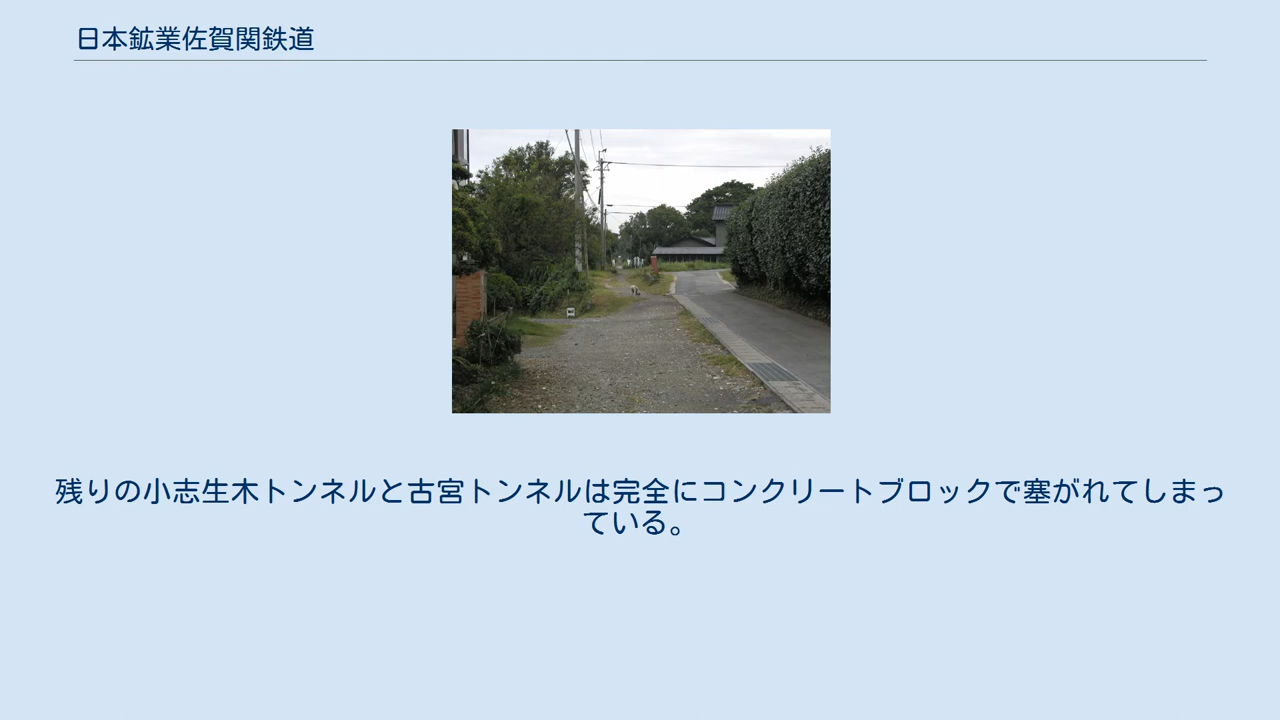 日本鉱業佐賀関鉄道
残りの小志生木トンネルと古宮トンネルは完全にコンクリートブロックで塞がれてしまっ
ている。